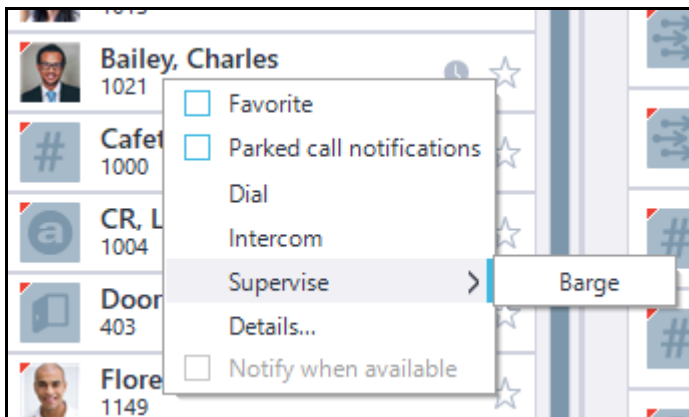 Bailey, Charles
1021
Favorite
Parked call notifications
Dial
Intercom
Supervise
Barge
Details...
Notify when available
1000
CR, L
1004
Door
403
Flore
1149